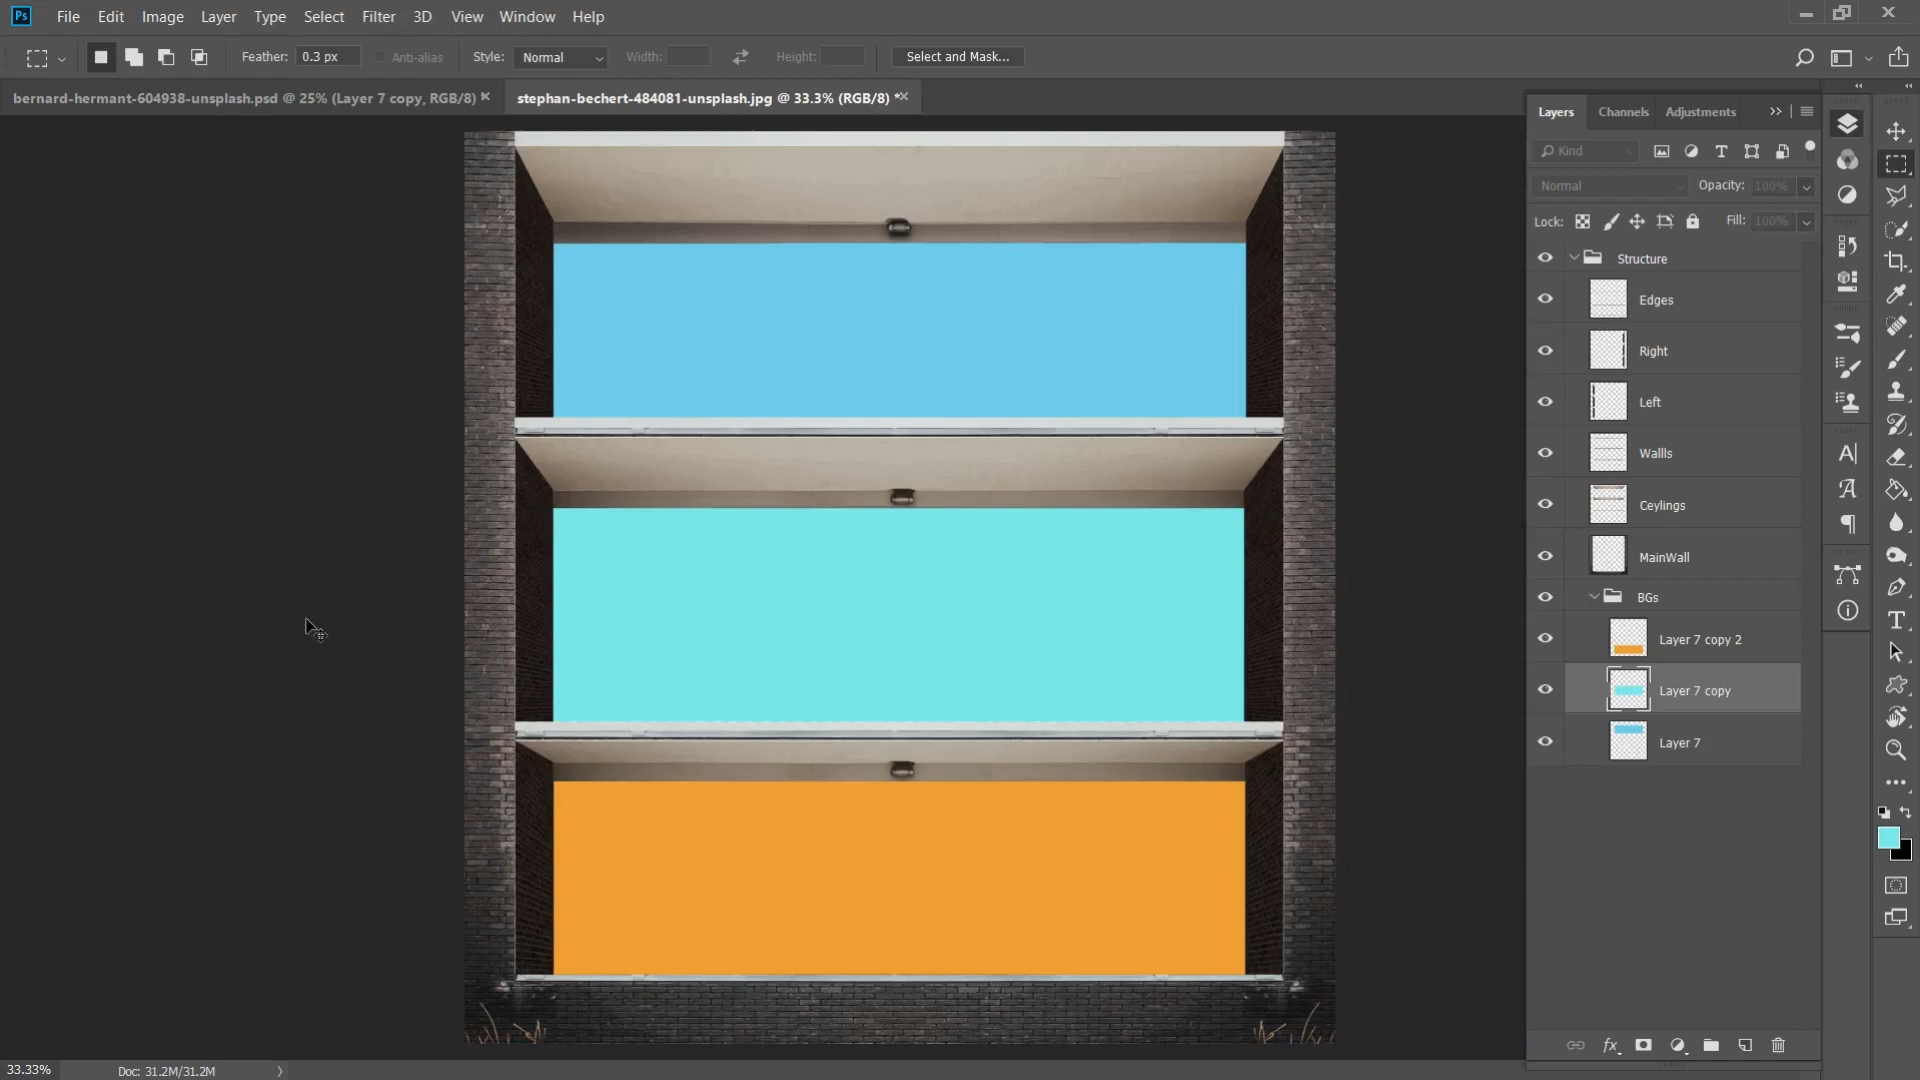 Ps File Edit Image Layer Type Select Filter 3D View Window Help
Feather: 0.3 px Anti-alias Style: Normal Width: Height: Select and Mask...
bernard-hermant-604938-unsplash.psd @ 25% (Layer 7 copy, RGB/8) stephan-bechert-484081-unsplash.jpg @ 33.3% (RGB/8) *
Layers Channels Adjustments
Kind
Normal Opacity: 100%
Lock: Fill: 100%
Structure
Edges
Right
Left
Wallls
Ceylings
MainWall
BGs
Layer 7 copy 2
Layer 7 copy
Layer 7
33.33% Doc: 31.2M/31.2M